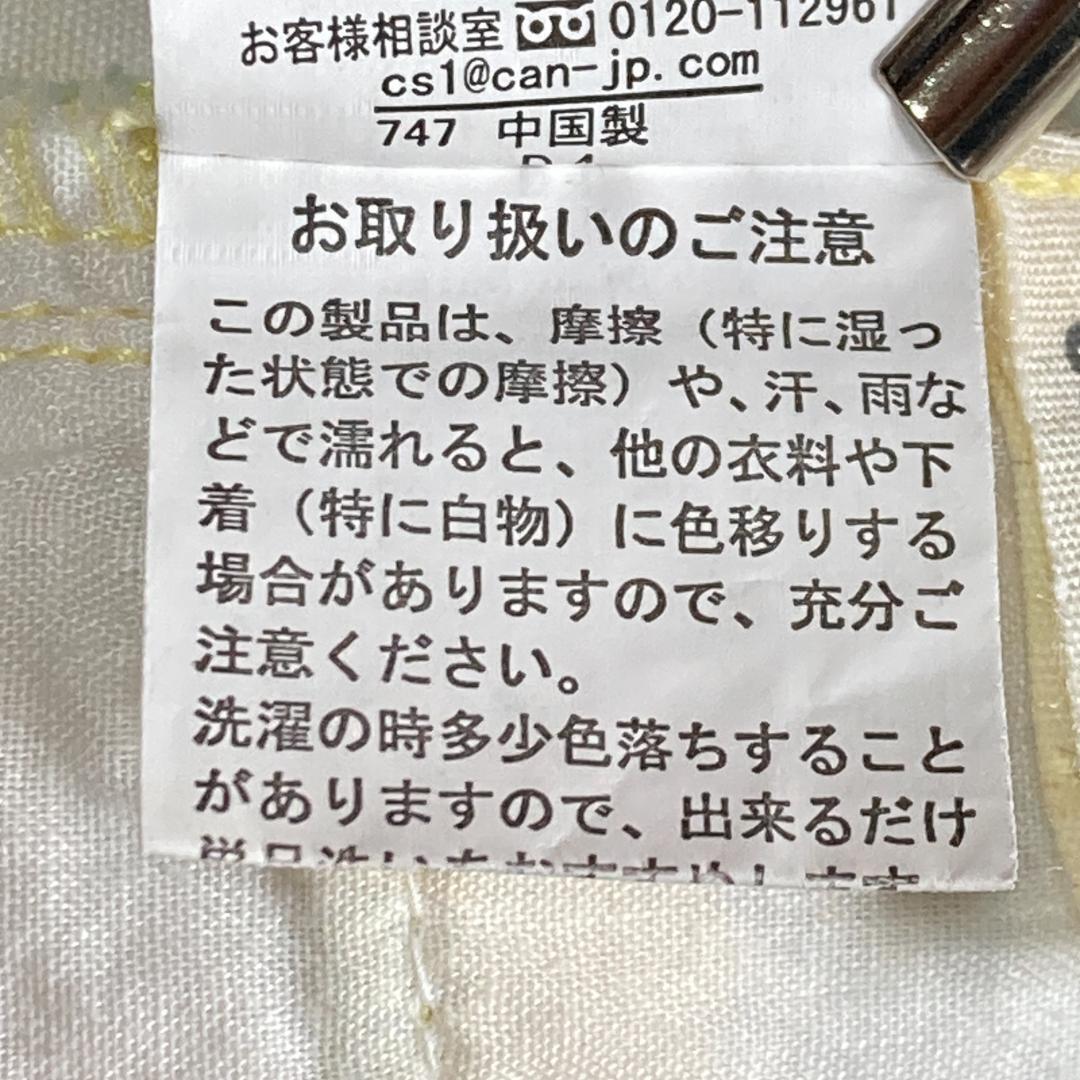 お客様相談室 0120-112961
cs1@can-jp.com
747 中国製
お取り扱いのご注意
この製品は、摩擦（特に湿っ
た状態での摩擦）や、汗、雨な
どで濡れると、他の衣料や下
着（特に白物）に色移りする
場合がありますので、充分ご
注意ください。
洗濯の時多少色落ちすること
がありますので、出来るだけ